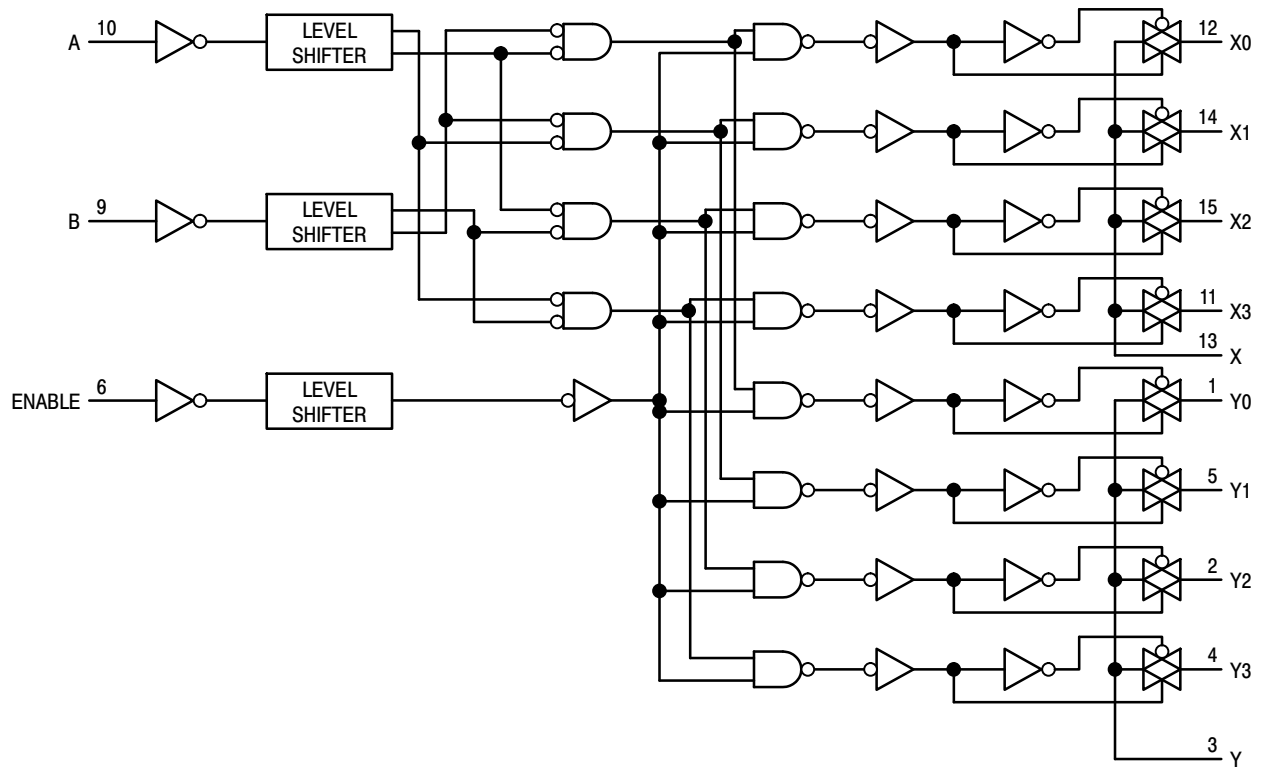 A 10 LEVEL SHIFTER 12 X0
14 X1
B 9 LEVEL SHIFTER 15 X2
11 X3
13 X
ENABLE 6 LEVEL SHIFTER 1 Y0
5 Y1
2 Y2
4 Y3
3 Y